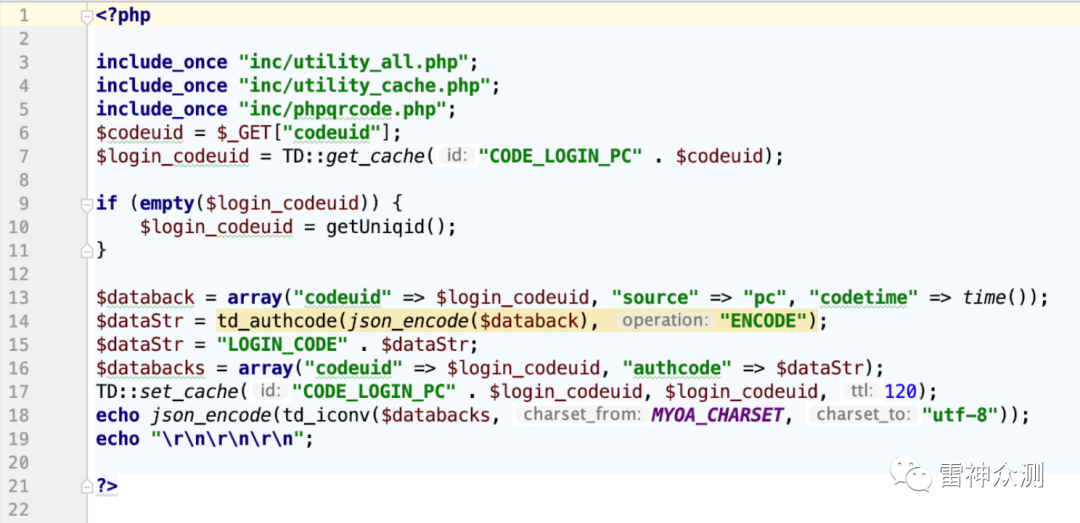 1 <?php
2
3 include_once "inc/utility_all.php";
4 include_once "inc/utility_cache.php";
5 include_once "inc/phpqrcode.php";
6 $codeuid = $_GET["codeuid"];
7 $login_codeuid = TD::get_cache( id: "CODE_LOGIN_PC" . $codeuid);
8
9 if (empty($login_codeuid)) {
10 $login_codeuid = getUniqid();
11 }
12
13 $databack = array("codeuid" => $login_codeuid, "source" => "pc", "codetime" => time());
14 $dataStr = td_authcode(json_encode($databack), operation: "ENCODE");
15 $dataStr = "LOGIN_CODE" . $dataStr;
16 $databacks = array("codeuid" => $login_codeuid, "authcode" => $dataStr);
17 TD::set_cache( id: "CODE_LOGIN_PC" . $login_codeuid, $login_codeuid, ttl: 120);
18 echo json_encode(td_iconv($databacks, charset_from: MYOA_CHARSET, charset_to: "utf-8"));
19 echo "\r\n\r\n\r\n";
20
21 ?>
22
雷神众测